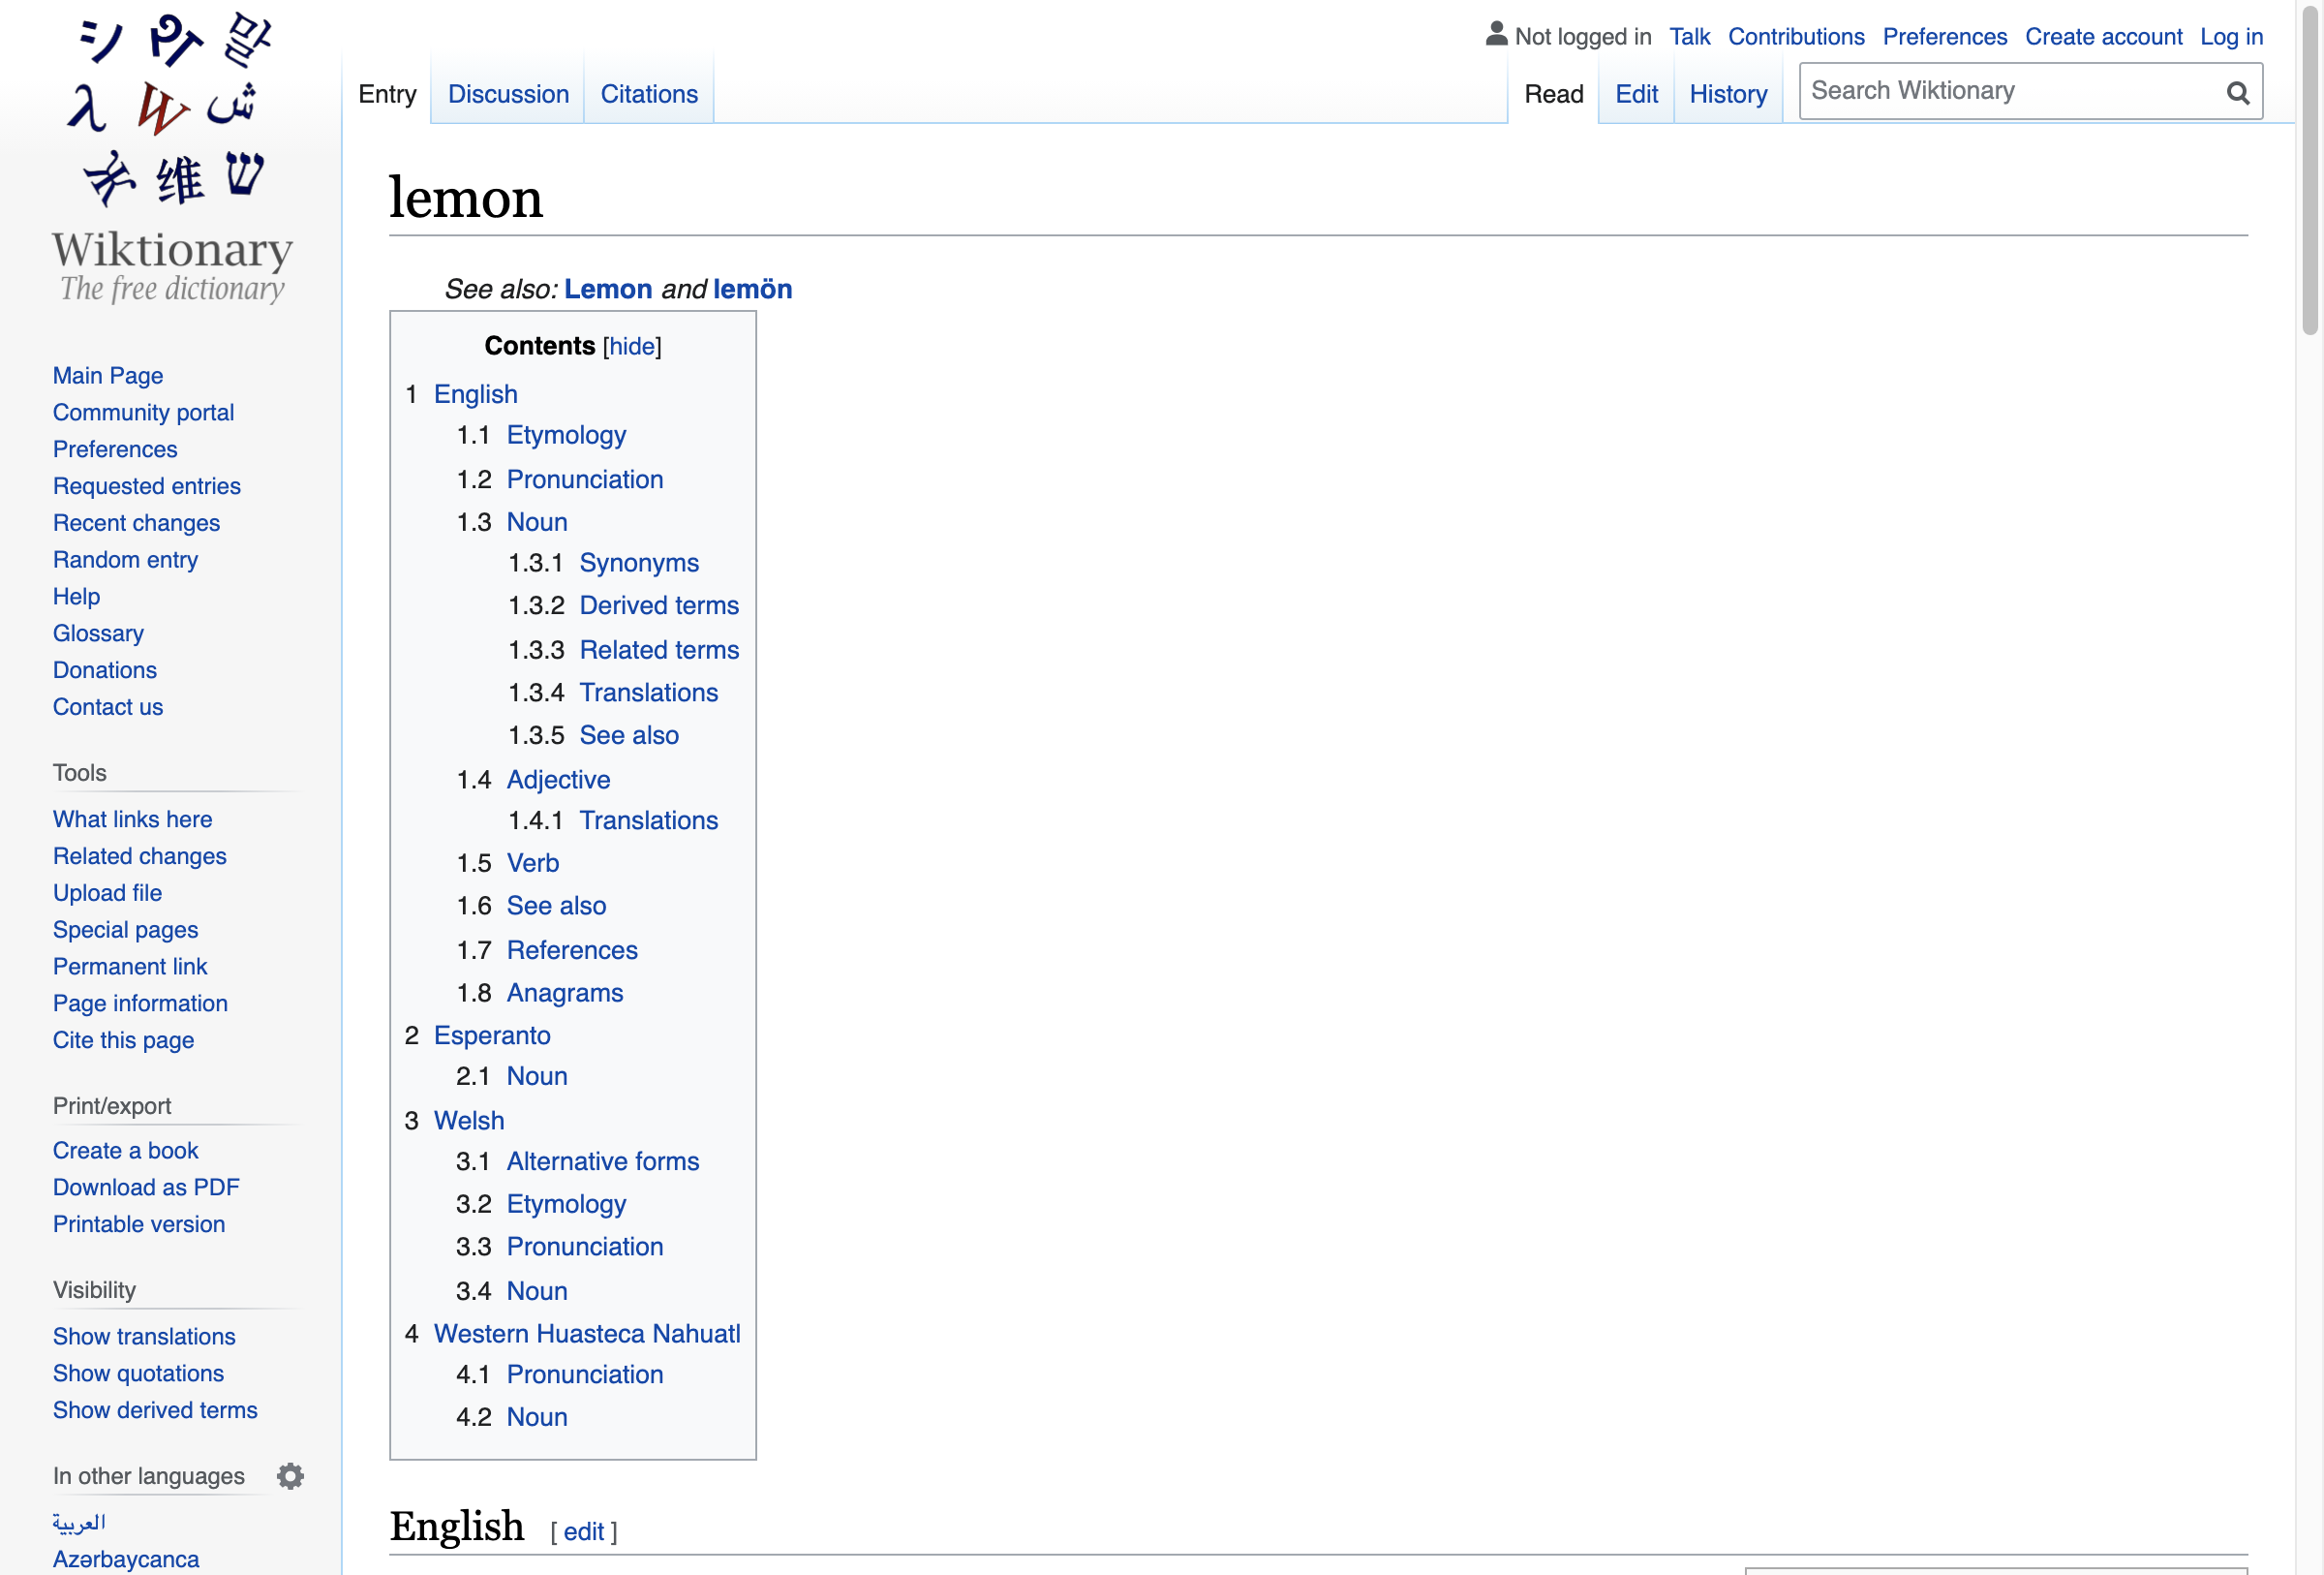 シ 말
λ W ش
维 ש
Wiktionary
The free dictionary
Not logged in Talk Contributions Preferences Create account Log in
Entry Discussion Citations Read Edit History Search Wiktionary
lemon
See also: Lemon and lemön
Contents [hide]
1 English
1.1 Etymology
1.2 Pronunciation
1.3 Noun
1.3.1 Synonyms
1.3.2 Derived terms
1.3.3 Related terms
1.3.4 Translations
1.3.5 See also
1.4 Adjective
1.4.1 Translations
1.5 Verb
1.6 See also
1.7 References
1.8 Anagrams
2 Esperanto
2.1 Noun
3 Welsh
3.1 Alternative forms
3.2 Etymology
3.3 Pronunciation
3.4 Noun
4 Western Huasteca Nahuatl
4.1 Pronunciation
4.2 Noun
English [ edit ]
Main Page
Community portal
Preferences
Requested entries
Recent changes
Random entry
Help
Glossary
Donations
Contact us
Tools
What links here
Related changes
Upload file
Special pages
Permanent link
Page information
Cite this page
Print/export
Create a book
Download as PDF
Printable version
Visibility
Show translations
Show quotations
Show derived terms
In other languages
العربية
Azərbaycanca